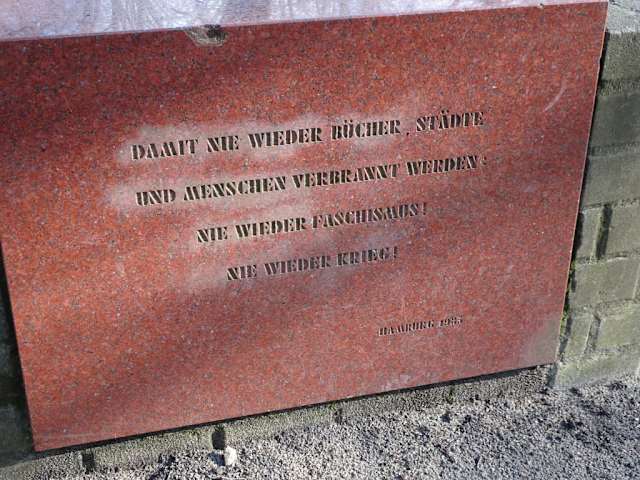 DAMIT NIE WIEDER BÜCHER, STÄDTE
UND MENSCHEN VERBRANNT WERDEN!
NIE WIEDER FASCHISMUS!
NIE WIEDER KRIEG!
HAMBURG 1985